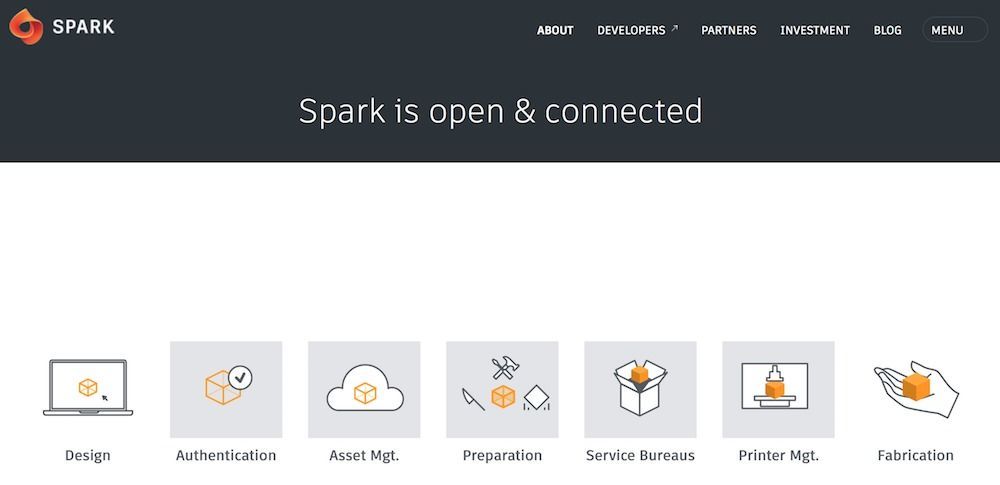 SPARK
ABOUT DEVELOPERS PARTNERS INVESTMENT BLOG MENU
Spark is open & connected
Design Authentication Asset Mgt. Preparation Service Bureaus Printer Mgt. Fabrication